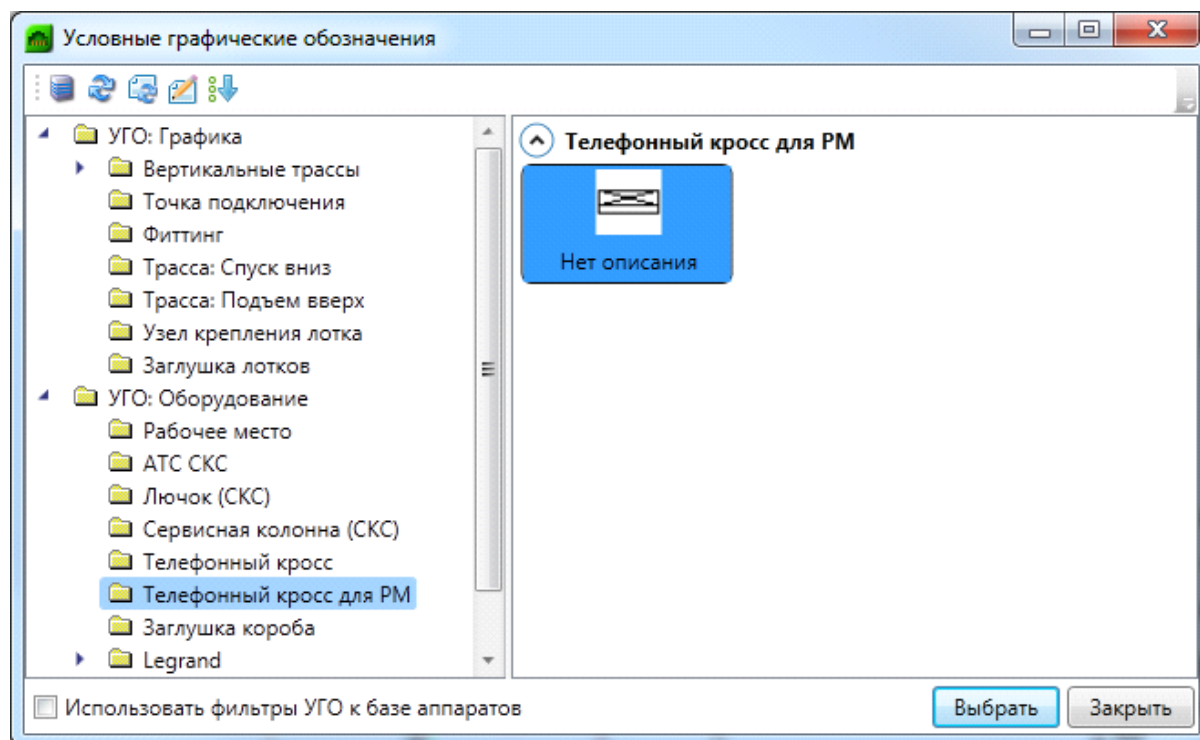 Условные графические обозначения
УГО: Графика
Вертикальные трассы
Точка подключения
Фиттинг
Трасса: Спуск вниз
Трасса: Подъем вверх
Узел крепления лотка
Заглушка лотков
УГО: Оборудование
Рабочее место
АТС СКС
Лючок (СКС)
Сервисная колонна (СКС)
Телефонный кросс
Телефонный кросс для РМ
Заглушка короба
Legrand
Телефонный кросс для РМ
Нет описания
Использовать фильтры УГО к базе аппаратов
Выбрать
Закрыть